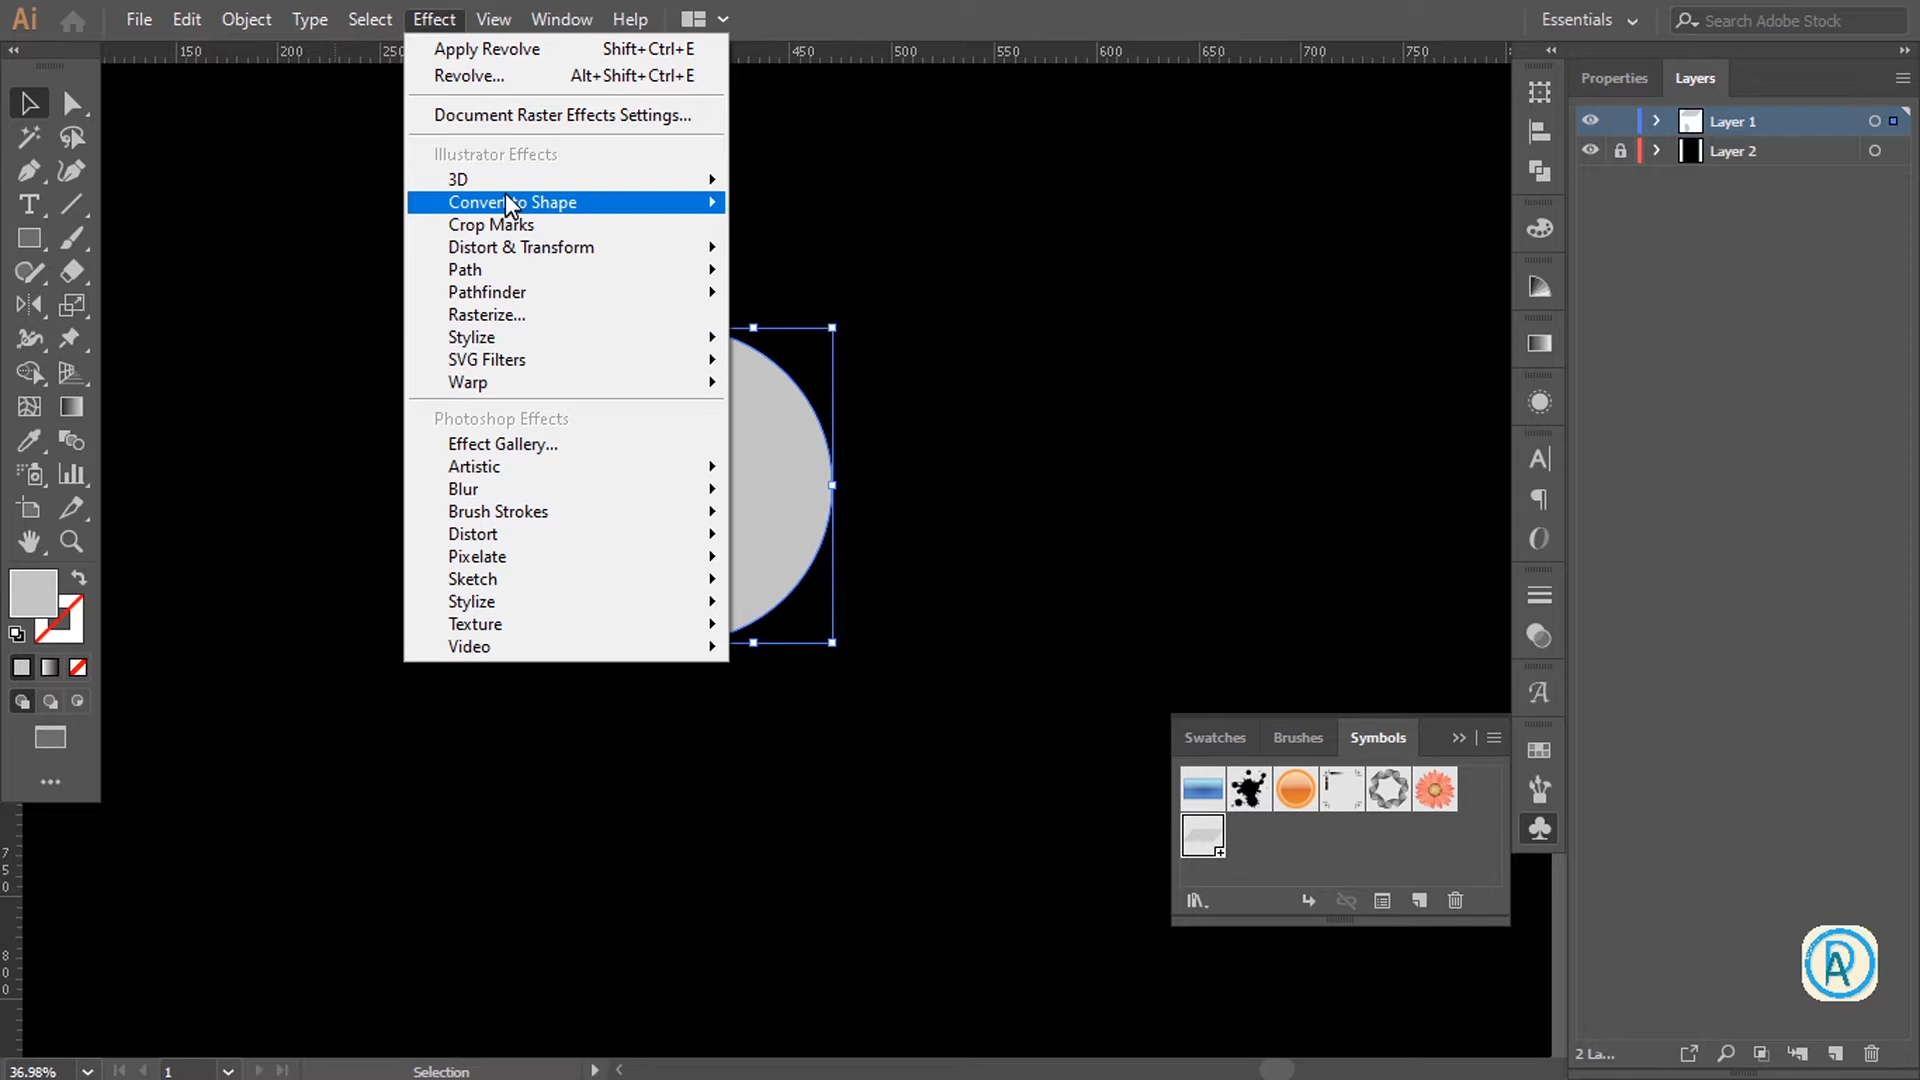 Ai File Edit Object Type Select Effect View Window Help Essentials Search Adobe Stock
150 200 250 450 500 550 600 650 700 750
Apply Revolve Shift+Ctrl+E
Revolve... Alt+Shift+Ctrl+E
Document Raster Effects Settings...
Illustrator Effects
3D
Convert to Shape
Crop Marks
Distort & Transform
Path
Pathfinder
Rasterize...
Stylize
SVG Filters
Warp
Photoshop Effects
Effect Gallery...
Artistic
Blur
Brush Strokes
Distort
Pixelate
Sketch
Stylize
Texture
Video
Properties Layers
Layer 1
Layer 2
Swatches Brushes Symbols
750
800
36.98% 1 Selection
2 La...